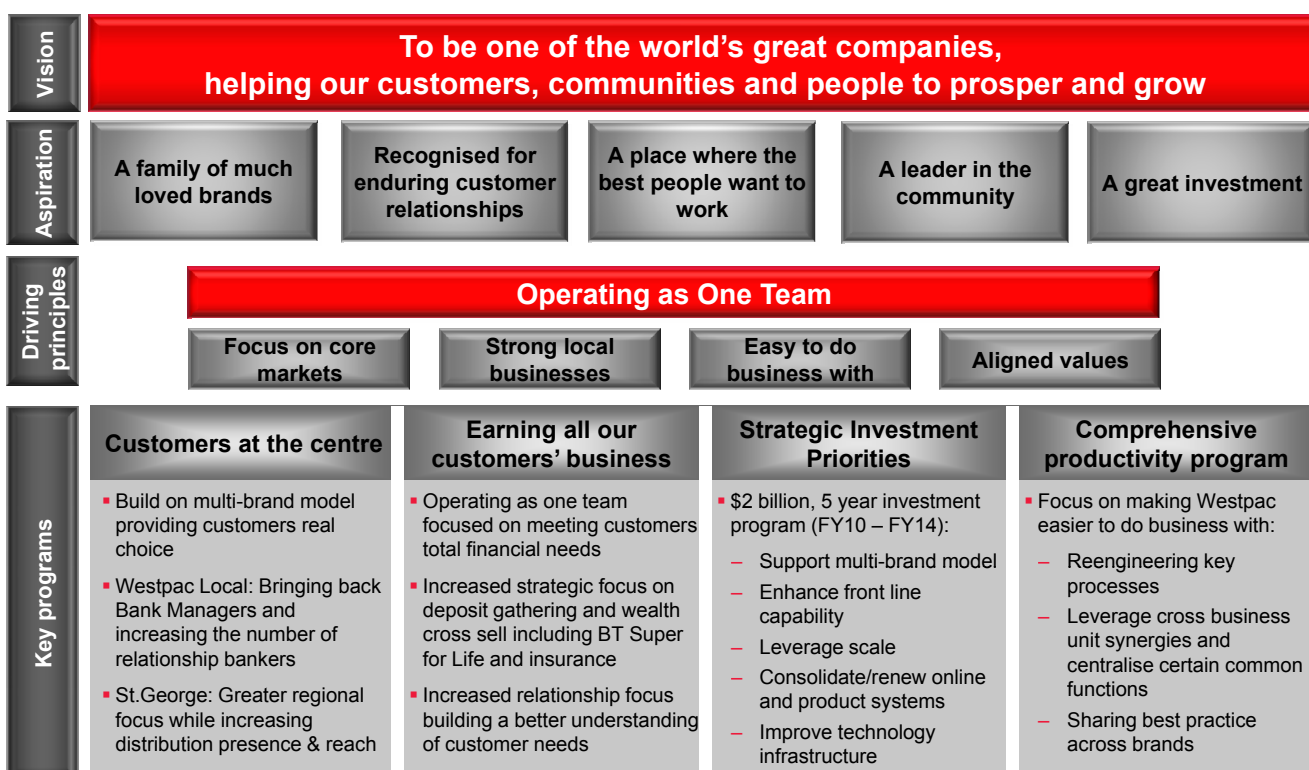 Vision
To be one of the world's great companies,
helping our customers, communities and people to prosper and grow
Aspiration
A family of much
loved brands
Recognised for
enduring customer
relationships
A place where the
best people want to
work
A leader in the
community
A great investment
Driving
principles
Operating as One Team
Focus on core
markets
Strong local
businesses
Easy to do
business with
Aligned values
Key programs
Customers at the centre
▪ Build on multi-brand model
providing customers real
choice
▪ Westpac Local: Bringing back
Bank Managers and
increasing the number of
relationship bankers
▪ St.George: Greater regional
focus while increasing
distribution presence & reach
Earning all our
customers' business
▪ Operating as one team
focused on meeting customers
total financial needs
▪ Increased strategic focus on
deposit gathering and wealth
cross sell including BT Super
for Life and insurance
▪ Increased relationship focus
building a better understanding
of customer needs
Strategic Investment
Priorities
▪ $2 billion, 5 year investment
program (FY10 – FY14):
– Support multi-brand model
– Enhance front line
capability
– Leverage scale
– Consolidate/renew online
and product systems
– Improve technology
infrastructure
Comprehensive
productivity program
▪ Focus on making Westpac
easier to do business with:
– Reengineering key
processes
– Leverage cross business
unit synergies and
centralise certain common
functions
– Sharing best practice
across brands